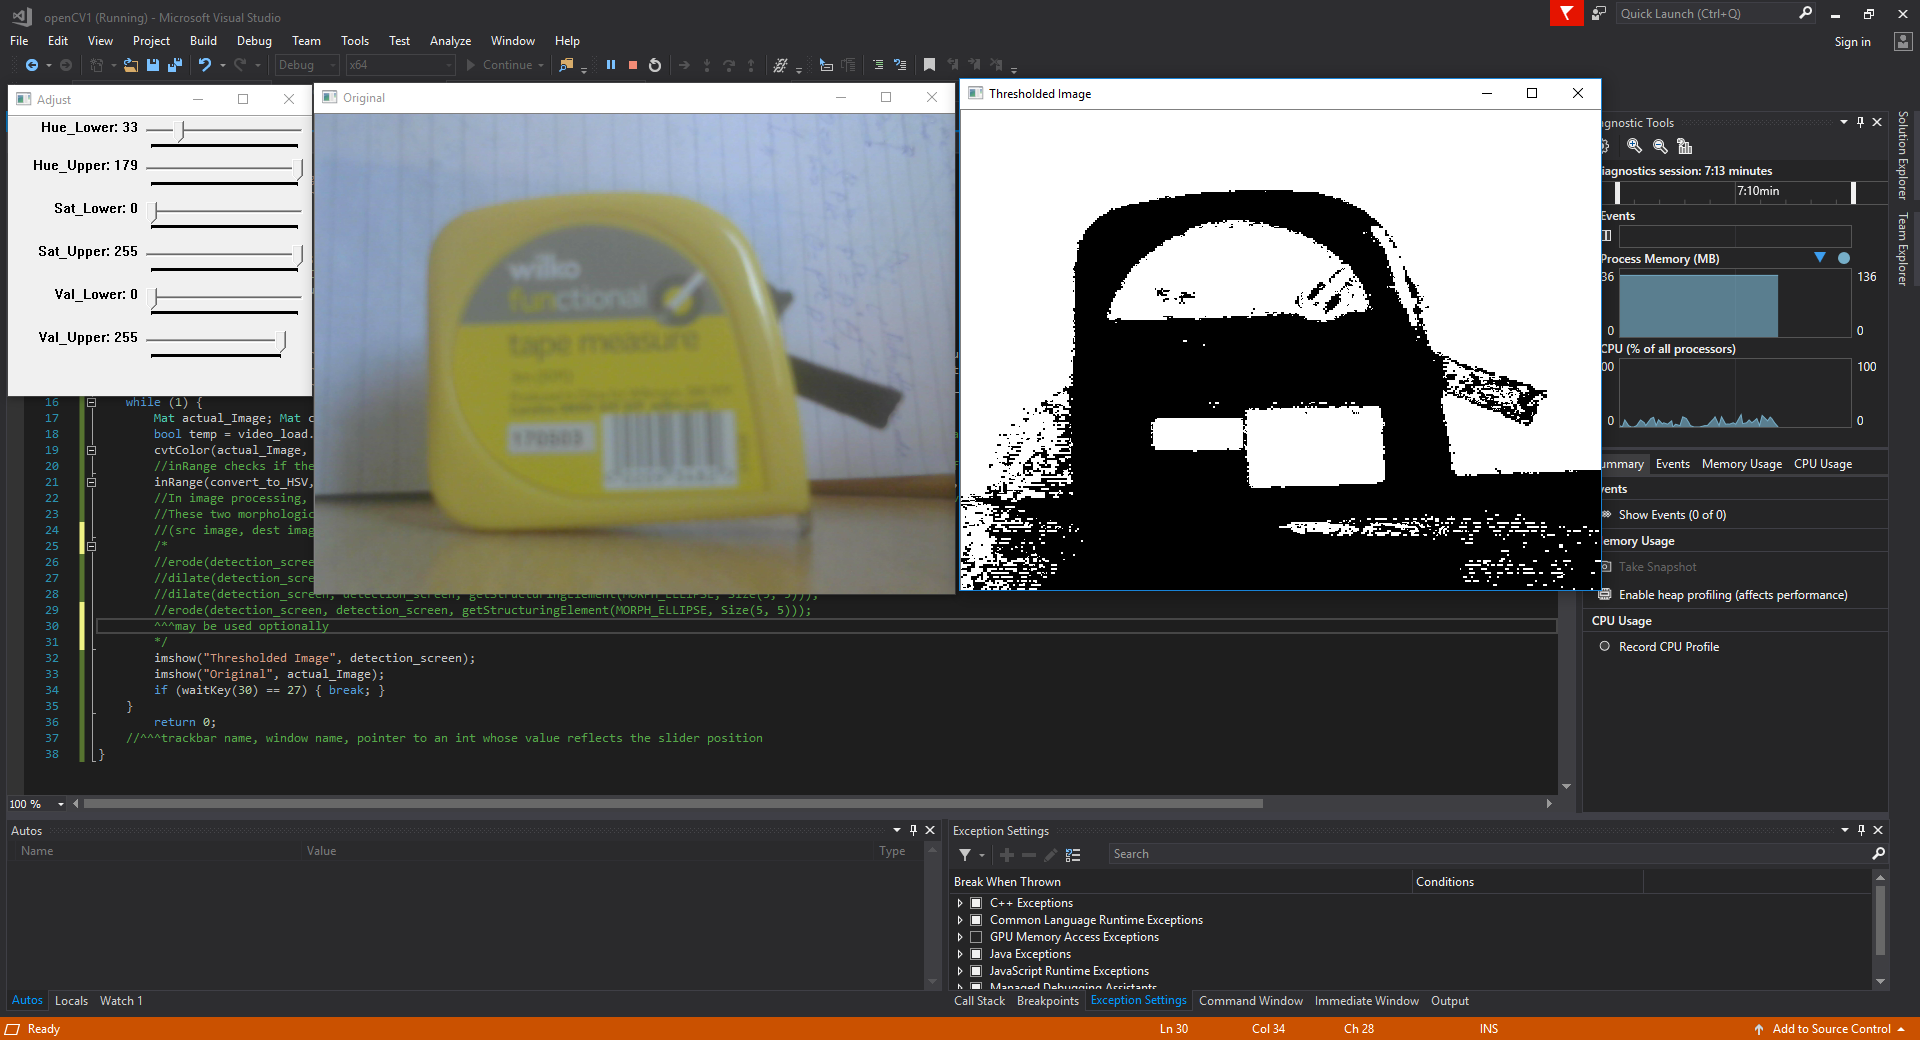 openCV1 (Running) - Microsoft Visual Studio
Quick Launch (Ctrl+Q)
File Edit View Project Build Debug Team Tools Test Analyze Window Help
Sign in
Debug x64 Continue
Adjust
Hue_Lower: 33
Hue_Upper: 179
Sat_Lower: 0
Sat_Upper: 255
Val_Lower: 0
Val_Upper: 255
Original
wilko
functional
tape measure
170503
Thresholded Image
gnostic Tools
iagnostics session: 7:13 minutes
7:10min
Events
Process Memory (MB)
36 136
0 0
CPU (% of all processors)
00 100
0 0
ummary Events Memory Usage CPU Usage
vents
Show Events (0 of 0)
emory Usage
Take Snapshot
Enable heap profiling (affects performance)
CPU Usage
Record CPU Profile
Solution Explorer
Team Explorer
16 while (1) {
17 Mat actual_Image; Mat c
18 bool temp = video_load.
19 cvtColor(actual_Image,
20 //inRange checks if the
21 inRange(convert_to_HSV,
22 //In image processing,
23 //These two morphologic
24 //(src image, dest imag
25 /*
26 //erode(detection_scree
27 //dilate(detection_scre
28 //dilate(detection_screen, detection_screen, getStructuringElement(MORPH_ELLIPSE, Size(5, 5)));
29 //erode(detection_screen, detection_screen, getStructuringElement(MORPH_ELLIPSE, Size(5, 5)));
30 ^^^may be used optionally
31 */
32 imshow("Thresholded Image", detection_screen);
33 imshow("Original", actual_Image);
34 if (waitKey(30) == 27) { break; }
35 }
36 return 0;
37 //^^^trackbar name, window name, pointer to an int whose value reflects the slider position
38 }
100 %
Autos
Name Value Type
Autos Locals Watch 1
Exception Settings
Search
Break When Thrown Conditions
C++ Exceptions
Common Language Runtime Exceptions
GPU Memory Access Exceptions
Java Exceptions
JavaScript Runtime Exceptions
Managed Debugging Assistants
Call Stack Breakpoints Exception Settings Command Window Immediate Window Output
Ready Ln 30 Col 34 Ch 28 INS Add to Source Control